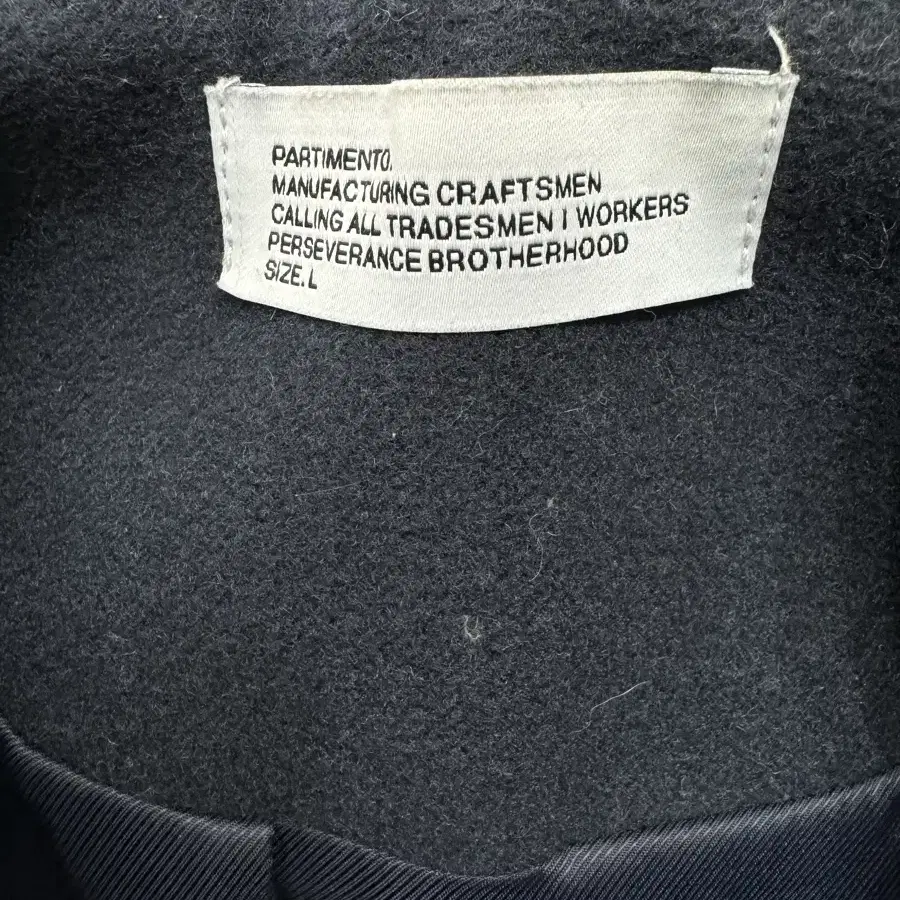 PARTIMENTO.
MANUFACTURING CRAFTSMEN
CALLING ALL TRADESMEN I WORKERS
PERSEVERANCE BROTHERHOOD
SIZE. L